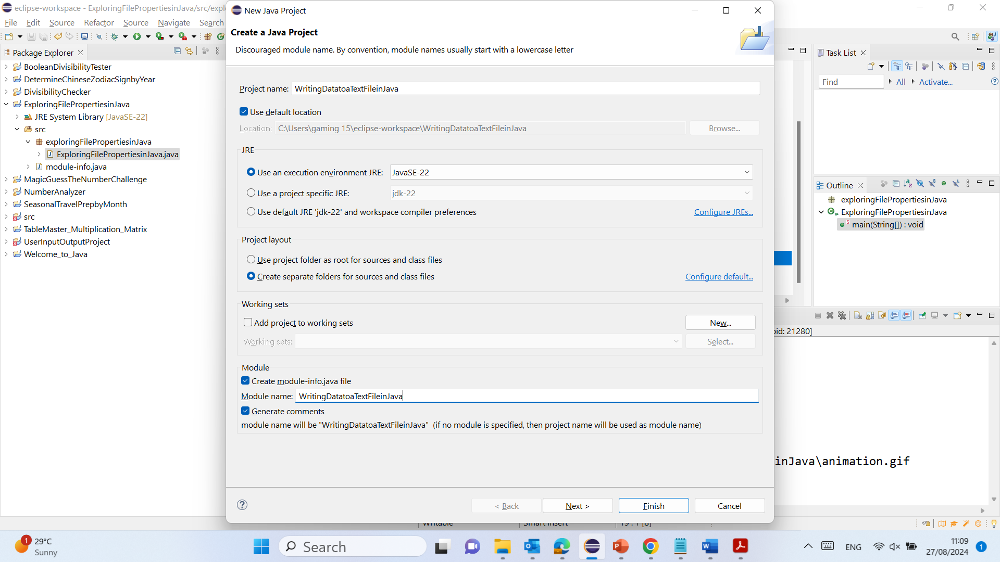 eclipse-workspace - ExploringFilePropertiesinJava/src/expl
File Edit Source Refactor Source Navigate Search
Package Explorer
BooleanDivisibilityTester
DetermineChineseZodiacSignbyYear
DivisibilityChecker
ExploringFilePropertiesinJava
JRE System Library [JavaSE-22]
src
exploringFilePropertiesinJava
ExploringFilePropertiesinJava.java
module-info.java
MagicGuessTheNumberChallenge
NumberAnalyzer
SeasonalTravelPrepbyMonth
src
TableMaster_Multiplication_Matrix
UserInputOutputProject
Welcome_to_Java
New Java Project
Create a Java Project
Discouraged module name. By convention, module names usually start with a lowercase letter
Project name: WritingDatatoaTextFileinJava
Use default location
Location: C:\Users\gaming 15\eclipse-workspace\WritingDatatoaTextFileinJava Browse...
JRE
Use an execution environment JRE: JavaSE-22
Use a project specific JRE: jdk-22
Use default JRE 'jdk-22' and workspace compiler preferences Configure JREs...
Project layout
Use project folder as root for sources and class files
Create separate folders for sources and class files Configure default...
Working sets
Add project to working sets New...
Working sets: Select...
Module
Create module-info.java file
Module name: WritingDatatoaTextFileinJava
Generate comments
module name will be "WritingDatatoaTextFileinJava" (if no module is specified, then project name will be used as module name)
< Back Next > Finish Cancel
Task List
Find All Activate...
Outline
exploringFilePropertiesinJava
ExploringFilePropertiesinJava
main(String[]) : void
pid: 21280]
inJava\animation.gif
Writable Smart Insert 19 : 1 [8]
1 29°C
Sunny
Search
ENG
11:09
27/08/2024
1